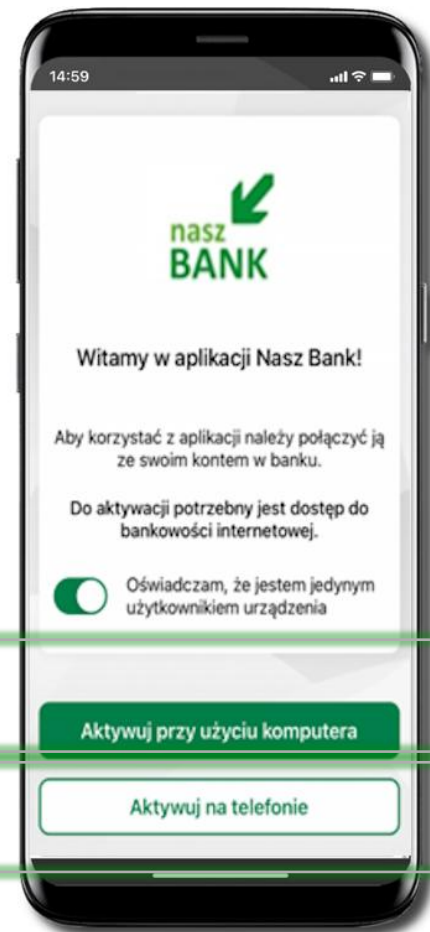 14:59
nasz
BANK
Witamy w aplikacji Nasz Bank!
Aby korzystać z aplikacji należy połączyć ją
ze swoim kontem w banku.
Do aktywacji potrzebny jest dostęp do
bankowości internetowej.
Oświadczam, że jestem jedynym
użytkownikiem urządzenia
Aktywuj przy użyciu komputera
Aktywuj na telefonie